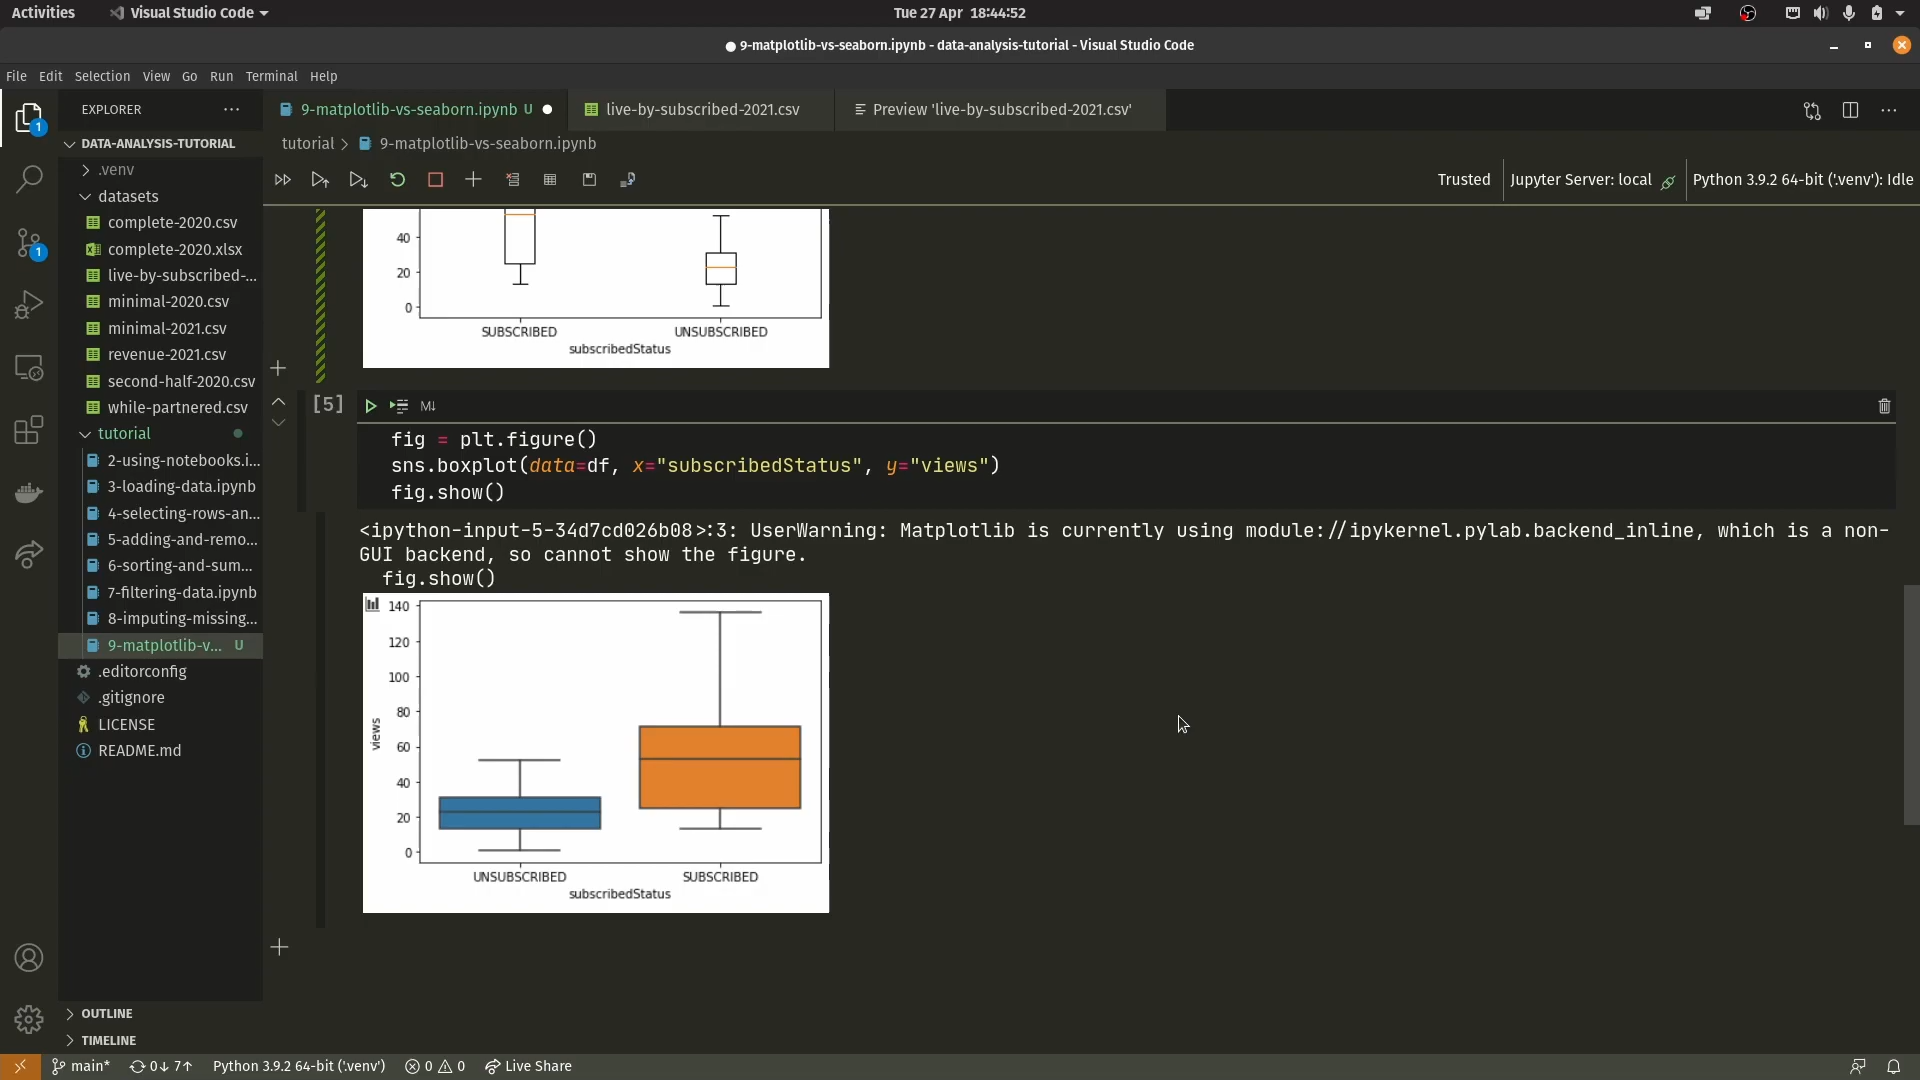 Activities
Visual Studio Code
Tue 27 Apr 18:44:52
9-matplotlib-vs-seaborn.ipynb - data-analysis-tutorial - Visual Studio Code
File Edit Selection View Go Run Terminal Help
EXPLORER
9-matplotlib-vs-seaborn.ipynb U
live-by-subscribed-2021.csv
Preview 'live-by-subscribed-2021.csv'
1
DATA-ANALYSIS-TUTORIAL
.venv
datasets
complete-2020.csv
complete-2020.xlsx
live-by-subscribed-...
minimal-2020.csv
minimal-2021.csv
revenue-2021.csv
second-half-2020.csv
while-partnered.csv
tutorial
2-using-notebooks.i...
3-loading-data.ipynb
4-selecting-rows-an...
5-adding-and-remo...
6-sorting-and-sum...
7-filtering-data.ipynb
8-imputing-missing...
9-matplotlib-v... U
.editorconfig
.gitignore
LICENSE
README.md
OUTLINE
TIMELINE
1
tutorial > 9-matplotlib-vs-seaborn.ipynb
Trusted
Jupyter Server: local
Python 3.9.2 64-bit ('.venv'): Idle
40
20
0
SUBSCRIBED UNSUBSCRIBED
subscribedStatus
[5]
M↓
fig = plt.figure()
sns.boxplot(data=df, x="subscribedStatus", y="views")
fig.show()
<ipython-input-5-34d7cd026b08>:3: UserWarning: Matplotlib is currently using module://ipykernel.pylab.backend_inline, which is a non-
GUI backend, so cannot show the figure.
fig.show()
140
120
100
80
60
40
20
0
views
UNSUBSCRIBED SUBSCRIBED
subscribedStatus
main* 0↓ 7↑ Python 3.9.2 64-bit ('.venv') 0 0 Live Share